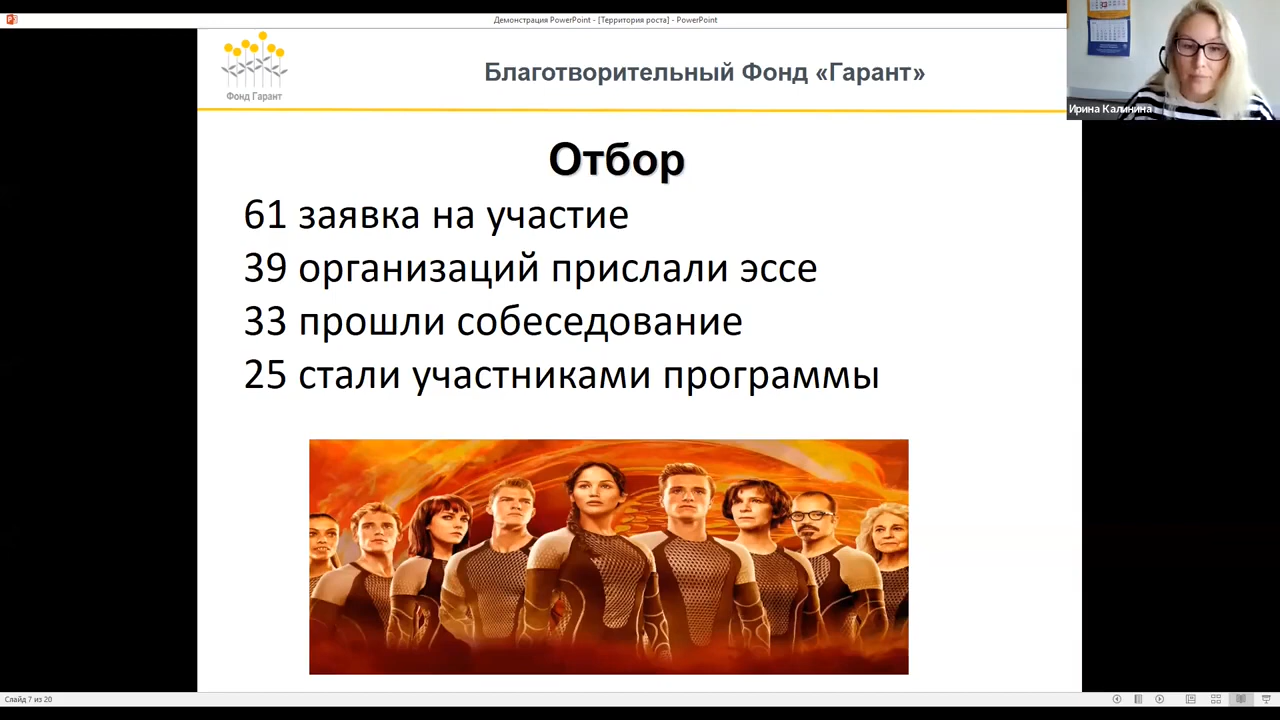 Демонстрация PowerPoint - [Территория роста] - PowerPoint
Фонд Гарант
Благотворительный Фонд «Гарант»
Ирина Калинина
Отбор
61 заявка на участие
39 организаций прислали эссе
33 прошли собеседование
25 стали участниками программы
Слайд 7 из 20